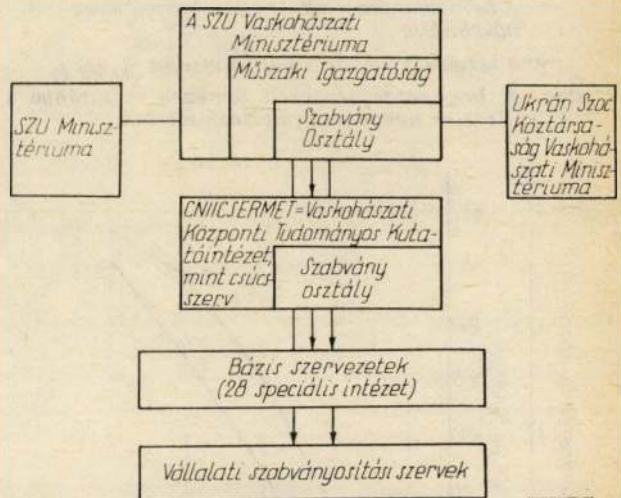 A SZU Vaskohászati
Minisztériuma
Műszaki Igazgatóság
Szabvány
Osztály
SZU Minisz-
tériuma
Ukrán Szoc
Köztársa-
ság Vaskohá-
szati Minisz-
tériuma
CNIICSERMET=Vaskohászati
Központi Tudományos Kuta-
tóintézet,
mint csúcs-
szerv
Szabvány
osztály
Bázis szervezetek
(28 speciális intézet)
Vállalati szabványosítási szervek